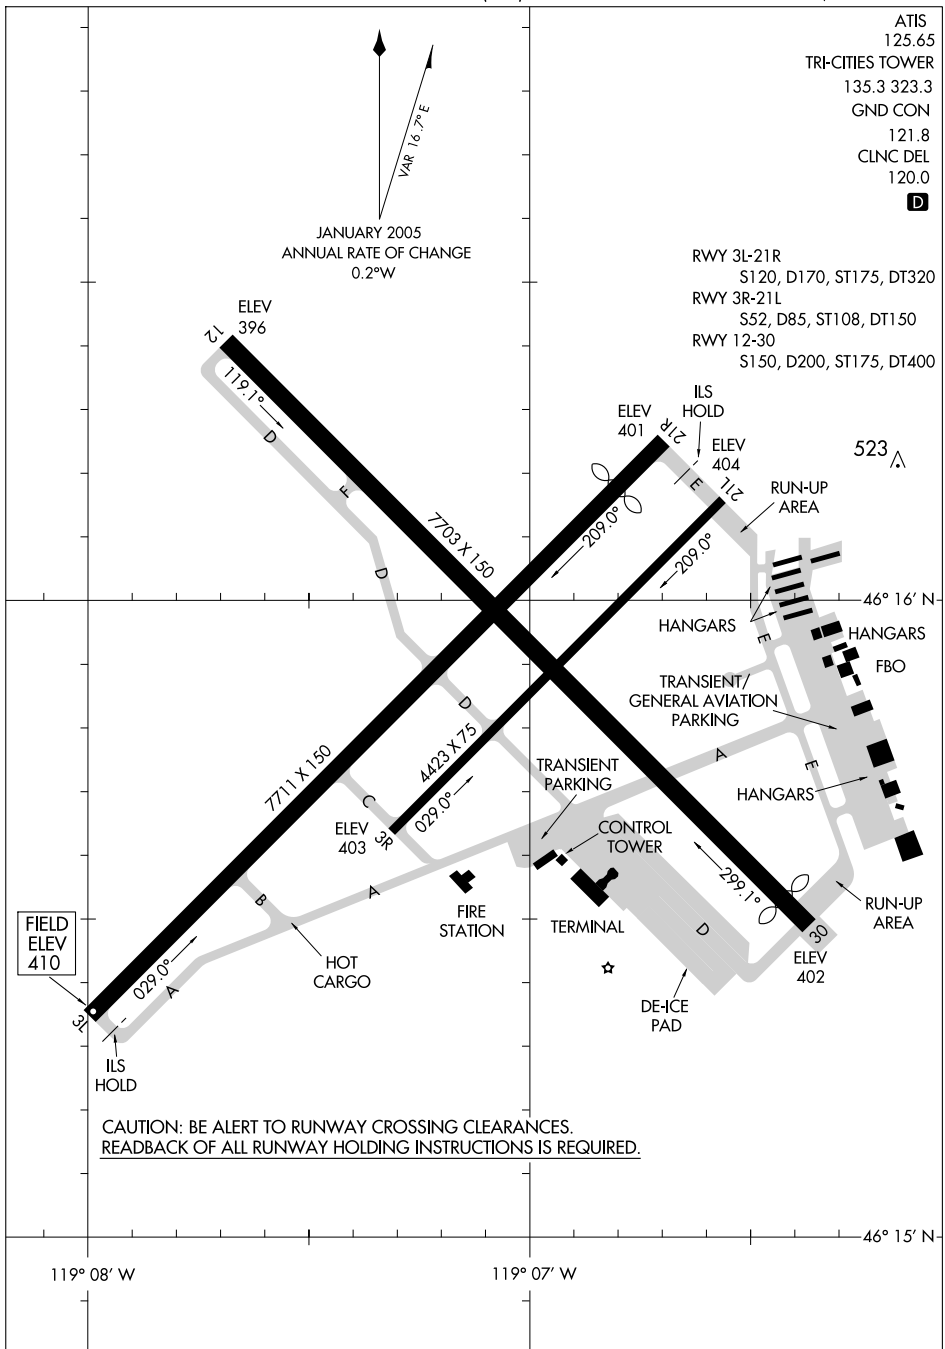 ATIS
125.65
TRI-CITIES TOWER
135.3 323.3
GND CON
121.8
CLNC DEL
120.0
D
VAR 16.7° E
JANUARY 2005
ANNUAL RATE OF CHANGE
0.2°W
RWY 3L-21R
S120, D170, ST175, DT320
RWY 3R-21L
S52, D85, ST108, DT150
RWY 12-30
S150, D200, ST175, DT400
ELEV
396
12
119.1°
D
F
7703 X 150
D
ELEV
401
21R
ILS
HOLD
ELEV
404
21L
E
523
RUN-UP
AREA
209.0°
209.0°
46° 16' N
HANGARS
E
HANGARS
FBO
TRANSIENT/
GENERAL AVIATION
PARKING
D
A
E
7711 X 150
4423 X 75
TRANSIENT
PARKING
HANGARS
C
ELEV
403
3R
029.0°
CONTROL
TOWER
299.1°
A
B
FIRE
STATION
TERMINAL
D
RUN-UP
AREA
30
ELEV
402
FIELD
ELEV
410
029.0°
A
HOT
CARGO
DE-ICE
PAD
3L
ILS
HOLD
CAUTION: BE ALERT TO RUNWAY CROSSING CLEARANCES.
READBACK OF ALL RUNWAY HOLDING INSTRUCTIONS IS REQUIRED.
46° 15' N
119° 08' W
119° 07' W